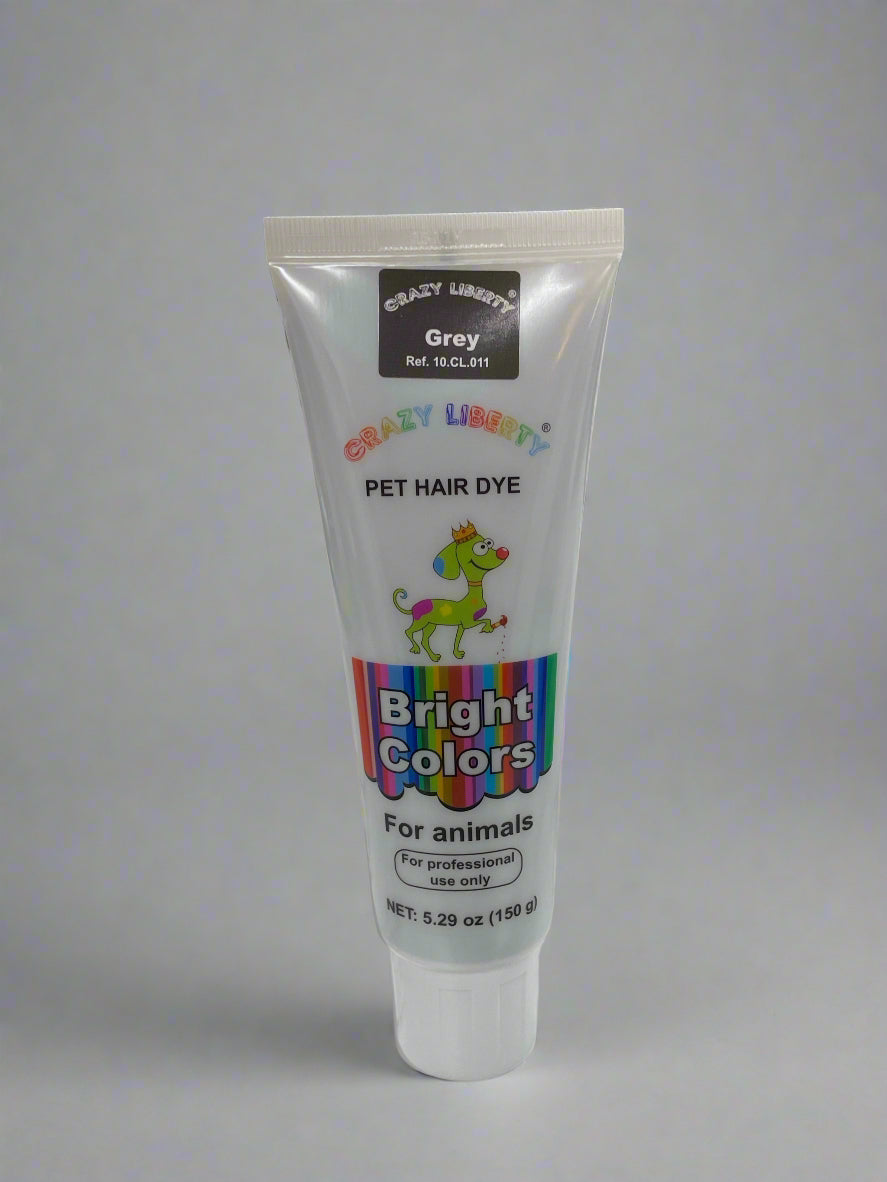 CRAZY LIBERTY®
Grey
Ref. 10.CL.011
CRAZY LIBERTY®
PET HAIR DYE
Bright
Colors
For animals
For professional
use only
NET: 5.29 oz (150 g)